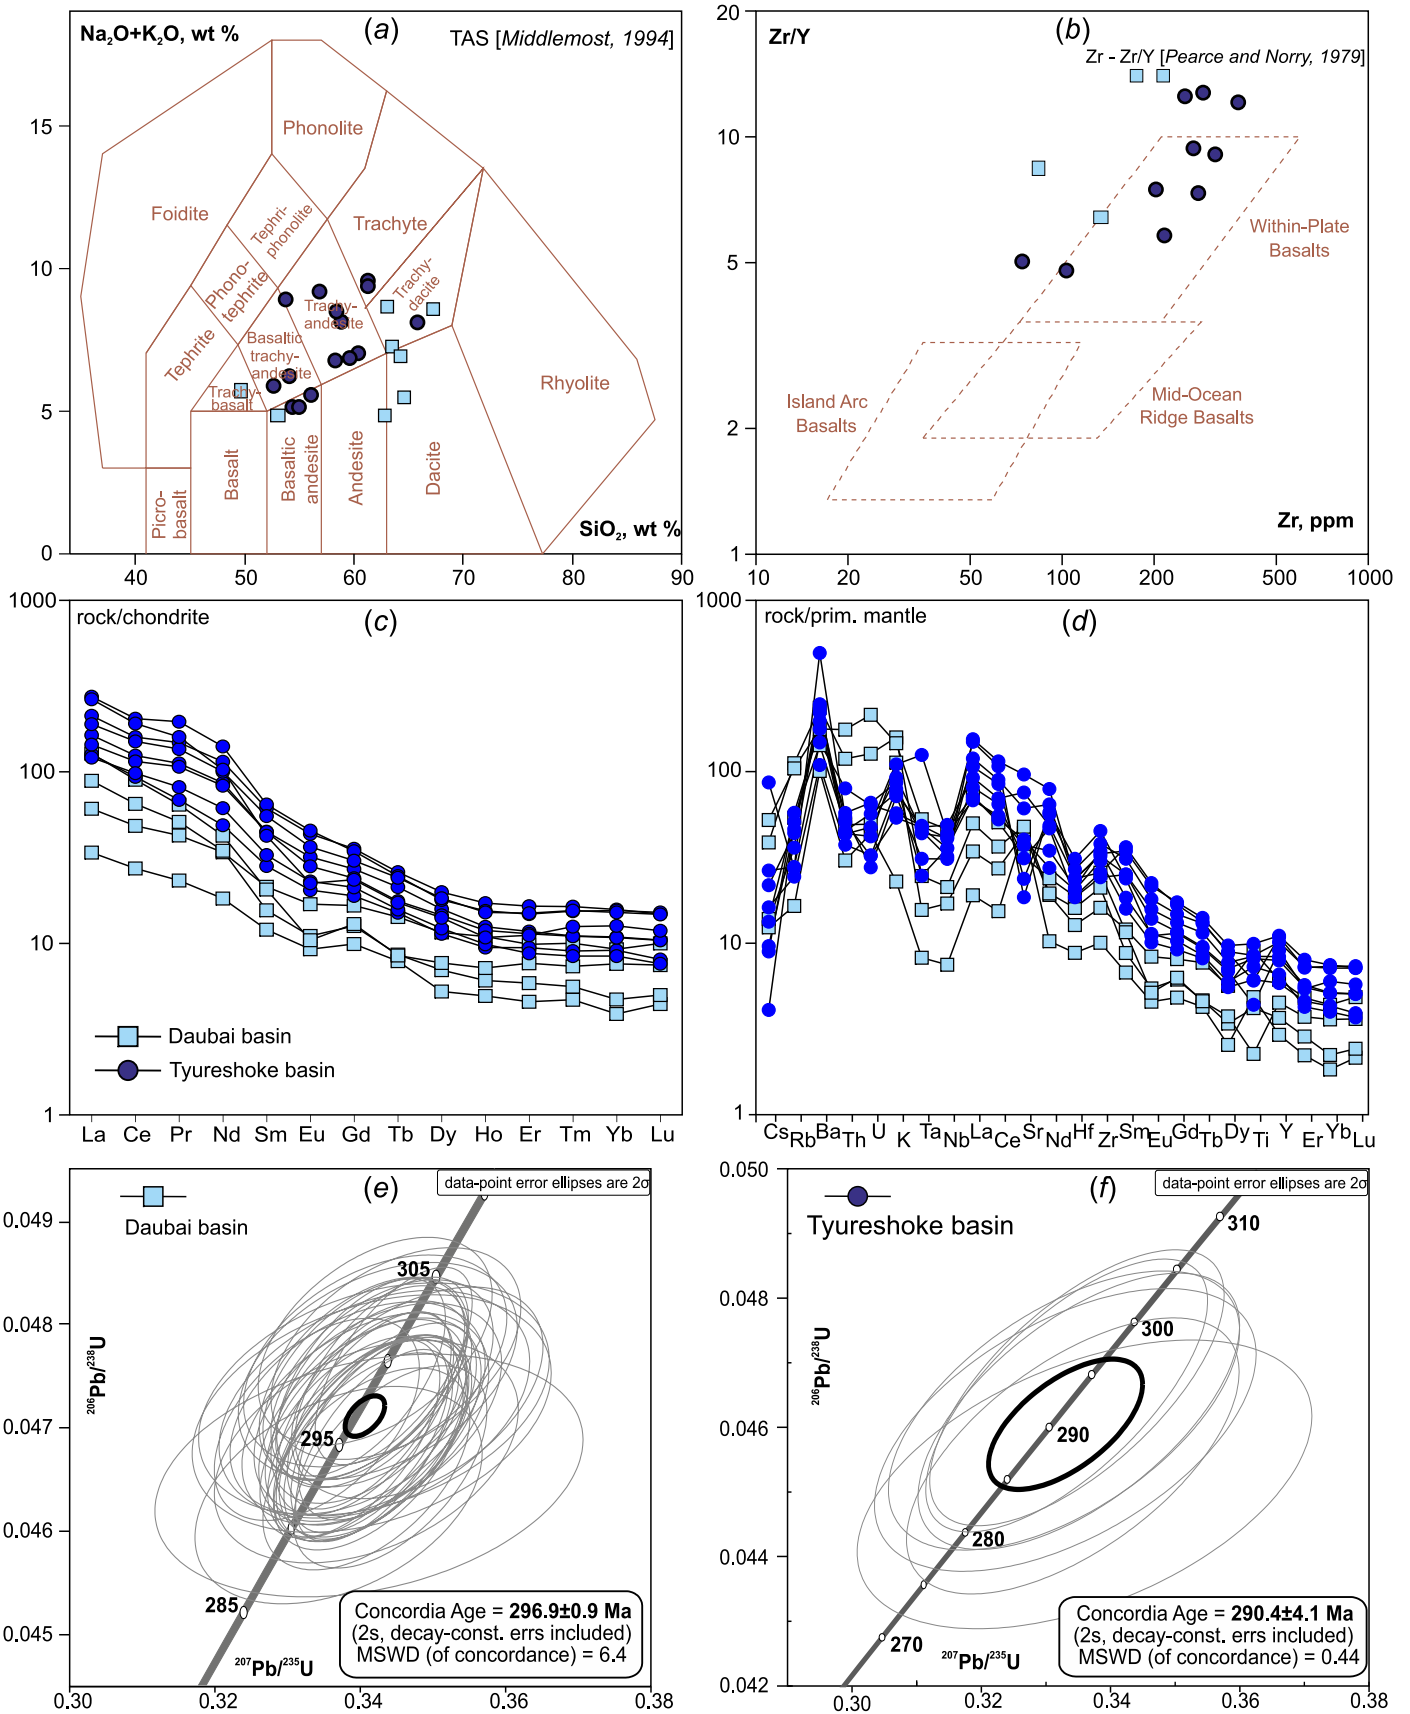 Na₂O+K₂O, wt %
(a)
TAS [Middlemost, 1994]
15
10
5
0
Phonolite
Foidite
Tephri-
phonolite
Trachyte
Phono-
tephrite
Trachy-
dacite
Trachy-
andesite
Tephrite
Basaltic
trachy-
andesite
Trachy-
basalt
Rhyolite
Picro-
basalt
Basalt
Basaltic
andesite
Andesite
Dacite
SiO₂, wt %
40 50 60 70 80 90
20
10
5
2
1
Zr/Y
(b)
Zr - Zr/Y [Pearce and Norry, 1979]
Within-Plate
Basalts
Island Arc
Basalts
Mid-Ocean
Ridge Basalts
Zr, ppm
10 20 50 100 200 500 1000
1000
100
10
1
rock/chondrite
(c)
Daubai basin
Tyureshoke basin
La Ce Pr Nd Sm Eu Gd Tb Dy Ho Er Tm Yb Lu
1000
100
10
1
rock/prim. mantle
(d)
Cs Rb Ba Th U K Ta Nb La Ce Sr Nd Hf Zr Sm Eu Gd Tb Dy Ti Y Er Yb Lu
(e)
data-point error ellipses are 2σ
Daubai basin
0.049
0.048
0.047
0.046
0.045
²⁰⁶Pb/²³⁸U
305
295
285
Concordia Age = 296.9±0.9 Ma
(2s, decay-const. errs included)
MSWD (of concordance) = 6.4
²⁰⁷Pb/²³⁵U
0.30 0.32 0.34 0.36 0.38
(f)
data-point error ellipses are 2σ
Tyureshoke basin
0.050
0.048
0.046
0.044
0.042
²⁰⁶Pb/²³⁸U
310
300
290
280
270
Concordia Age = 290.4±4.1 Ma
(2s, decay-const. errs included)
MSWD (of concordance) = 0.44
²⁰⁷Pb/²³⁵U
0.30 0.32 0.34 0.36 0.38